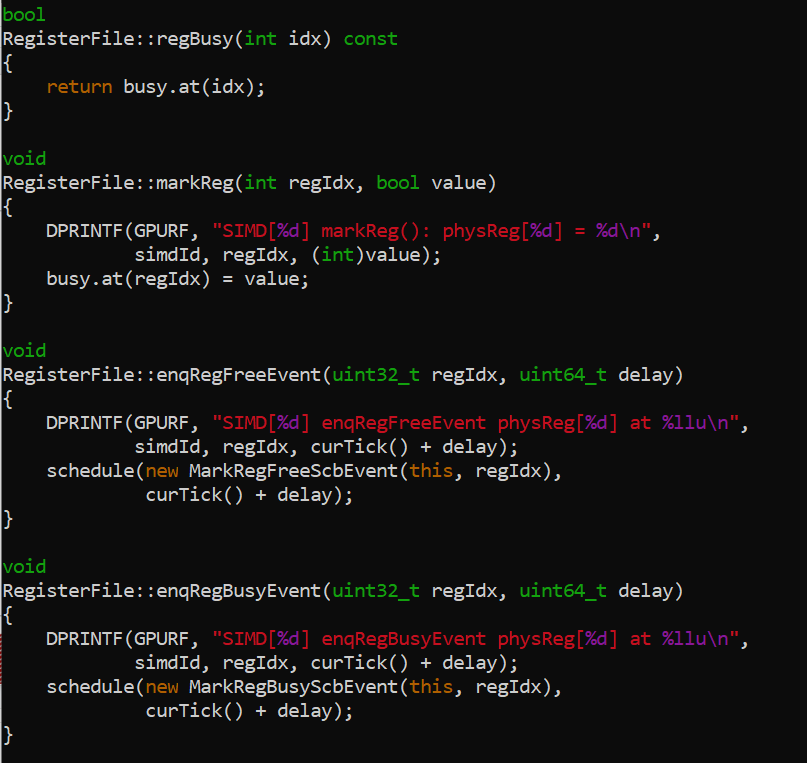 bool
RegisterFile::regBusy(int idx) const
{
    return busy.at(idx);
}

void
RegisterFile::markReg(int regIdx, bool value)
{
    DPRINTF(GPURF, "SIMD[%d] markReg(): physReg[%d] = %d\n",
            simdId, regIdx, (int)value);
    busy.at(regIdx) = value;
}

void
RegisterFile::enqRegFreeEvent(uint32_t regIdx, uint64_t delay)
{
    DPRINTF(GPURF, "SIMD[%d] enqRegFreeEvent physReg[%d] at %llu\n",
            simdId, regIdx, curTick() + delay);
    schedule(new MarkRegFreeScbEvent(this, regIdx),
             curTick() + delay);
}

void
RegisterFile::enqRegBusyEvent(uint32_t regIdx, uint64_t delay)
{
    DPRINTF(GPURF, "SIMD[%d] enqRegBusyEvent physReg[%d] at %llu\n",
            simdId, regIdx, curTick() + delay);
    schedule(new MarkRegBusyScbEvent(this, regIdx),
             curTick() + delay);
}